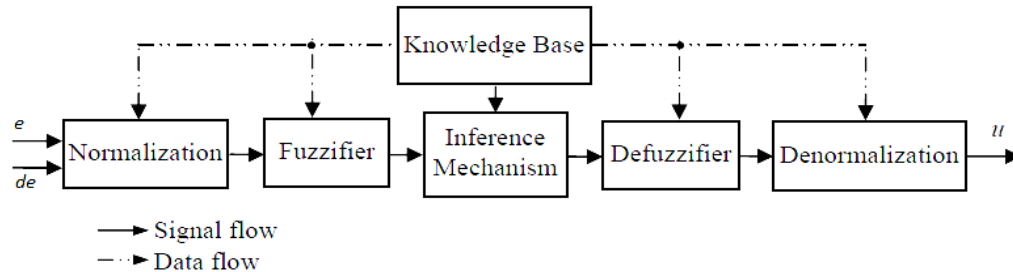 Knowledge Base
e
de
Normalization
Fuzzifier
Inference
Mechanism
Defuzzifier
Denormalization
u
Signal flow
Data flow